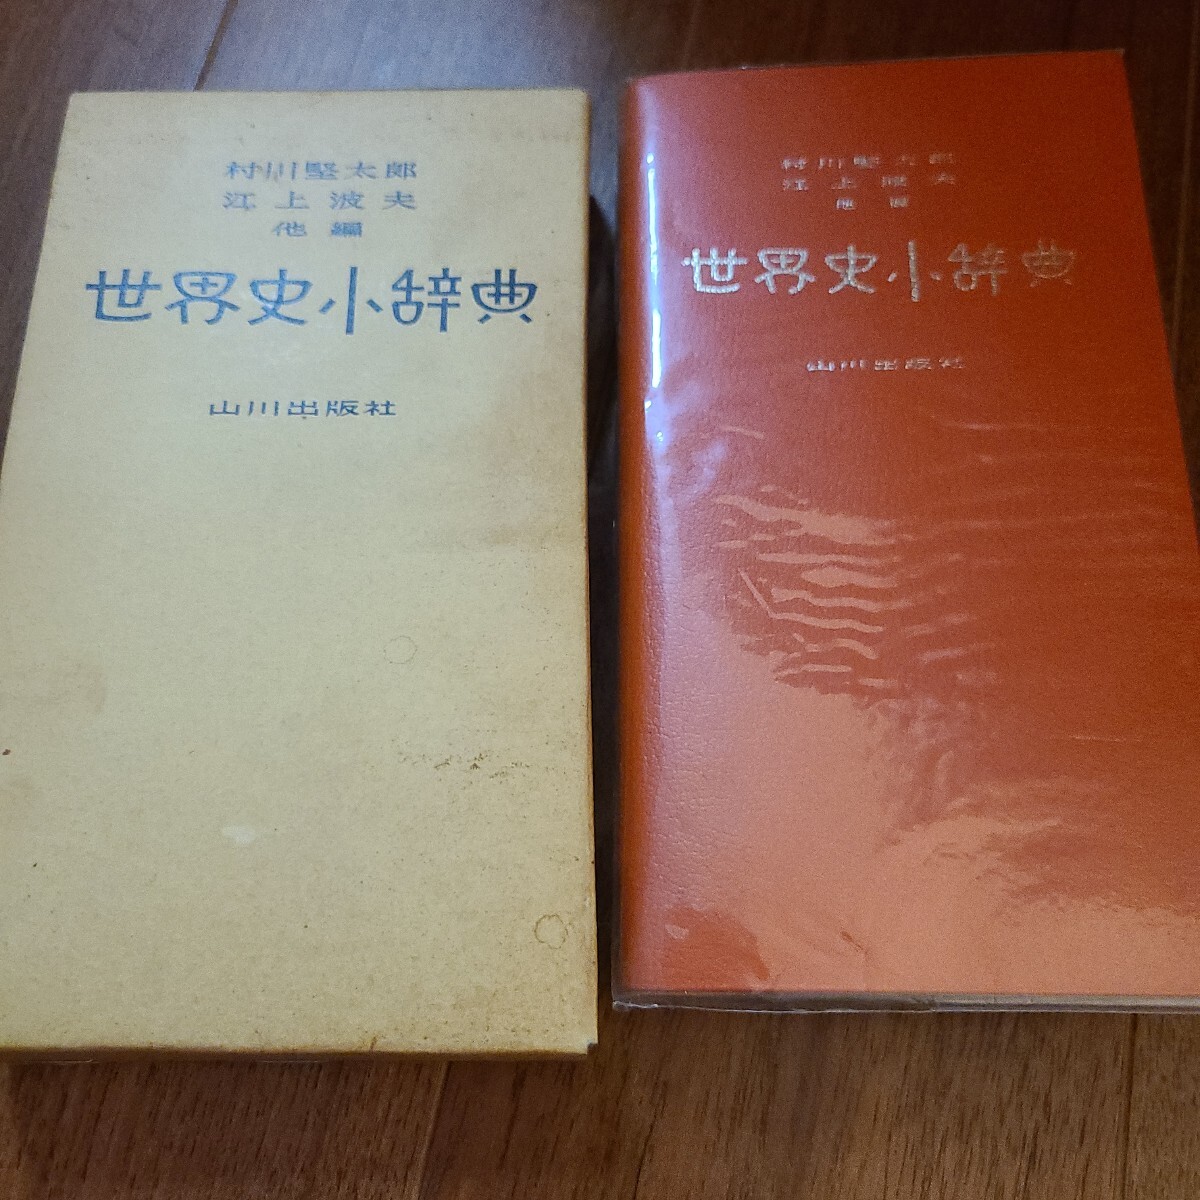 村川堅太郎
江上波夫
他編
世界史小辞典
山川出版社
村川堅太郎
江上波夫
他編
世界史小辞典
山川出版社